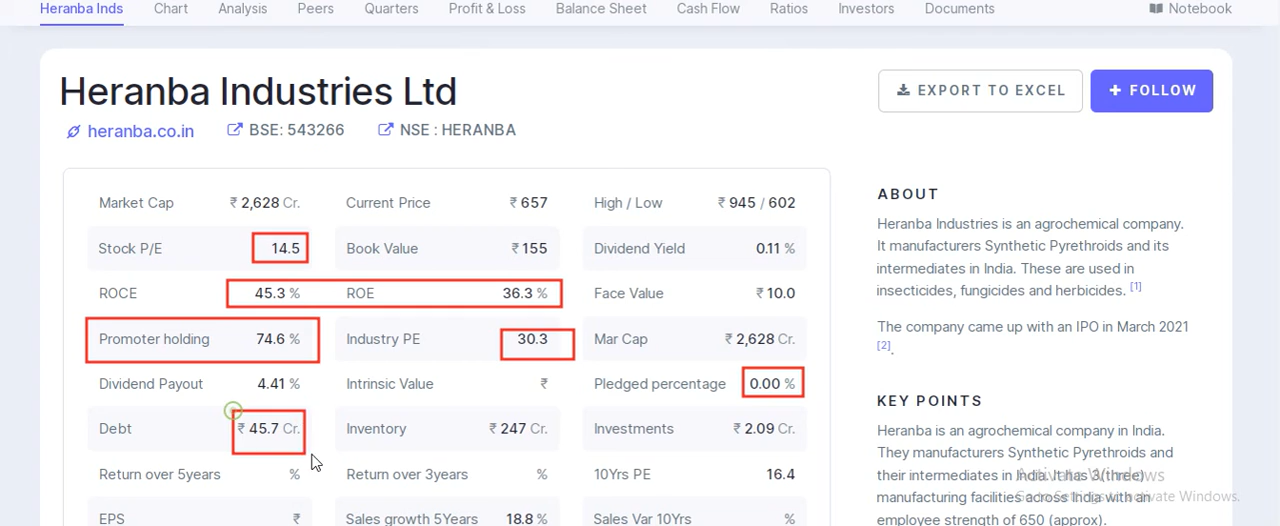 Heranba Inds Chart Analysis Peers Quarters Profit & Loss Balance Sheet Cash Flow Ratios Investors Documents Notebook
Heranba Industries Ltd
EXPORT TO EXCEL
+ FOLLOW
heranba.co.in BSE: 543266 NSE : HERANBA
Market Cap ₹ 2,628 Cr. Current Price ₹ 657 High / Low ₹ 945 / 602
Stock P/E 14.5 Book Value ₹ 155 Dividend Yield 0.11 %
ROCE 45.3 % ROE 36.3 % Face Value ₹ 10.0
Promoter holding 74.6 % Industry PE 30.3 Mar Cap ₹ 2,628 Cr.
Dividend Payout 4.41 % Intrinsic Value ₹ Pledged percentage 0.00 %
Debt ₹ 45.7 Cr. Inventory ₹ 247 Cr. Investments ₹ 2.09 Cr.
Return over 5years % Return over 3years % 10Yrs PE 16.4
EPS ₹ Sales growth 5Years 18.8 % Sales Var 10Yrs %
ABOUT
Heranba Industries is an agrochemical company.
It manufacturers Synthetic Pyrethroids and its
intermediates in India. These are used in
insecticides, fungicides and herbicides. [1]
The company came up with an IPO in March 2021
[2].
KEY POINTS
Heranba is an agrochemical company in India.
They manufacturers Synthetic Pyrethroids and
their intermediates in India. It has 3 (three)
manufacturing facilities across India with an
employee strength of 650 (approx).
Activate Windows
Go to Settings to activate Windows.